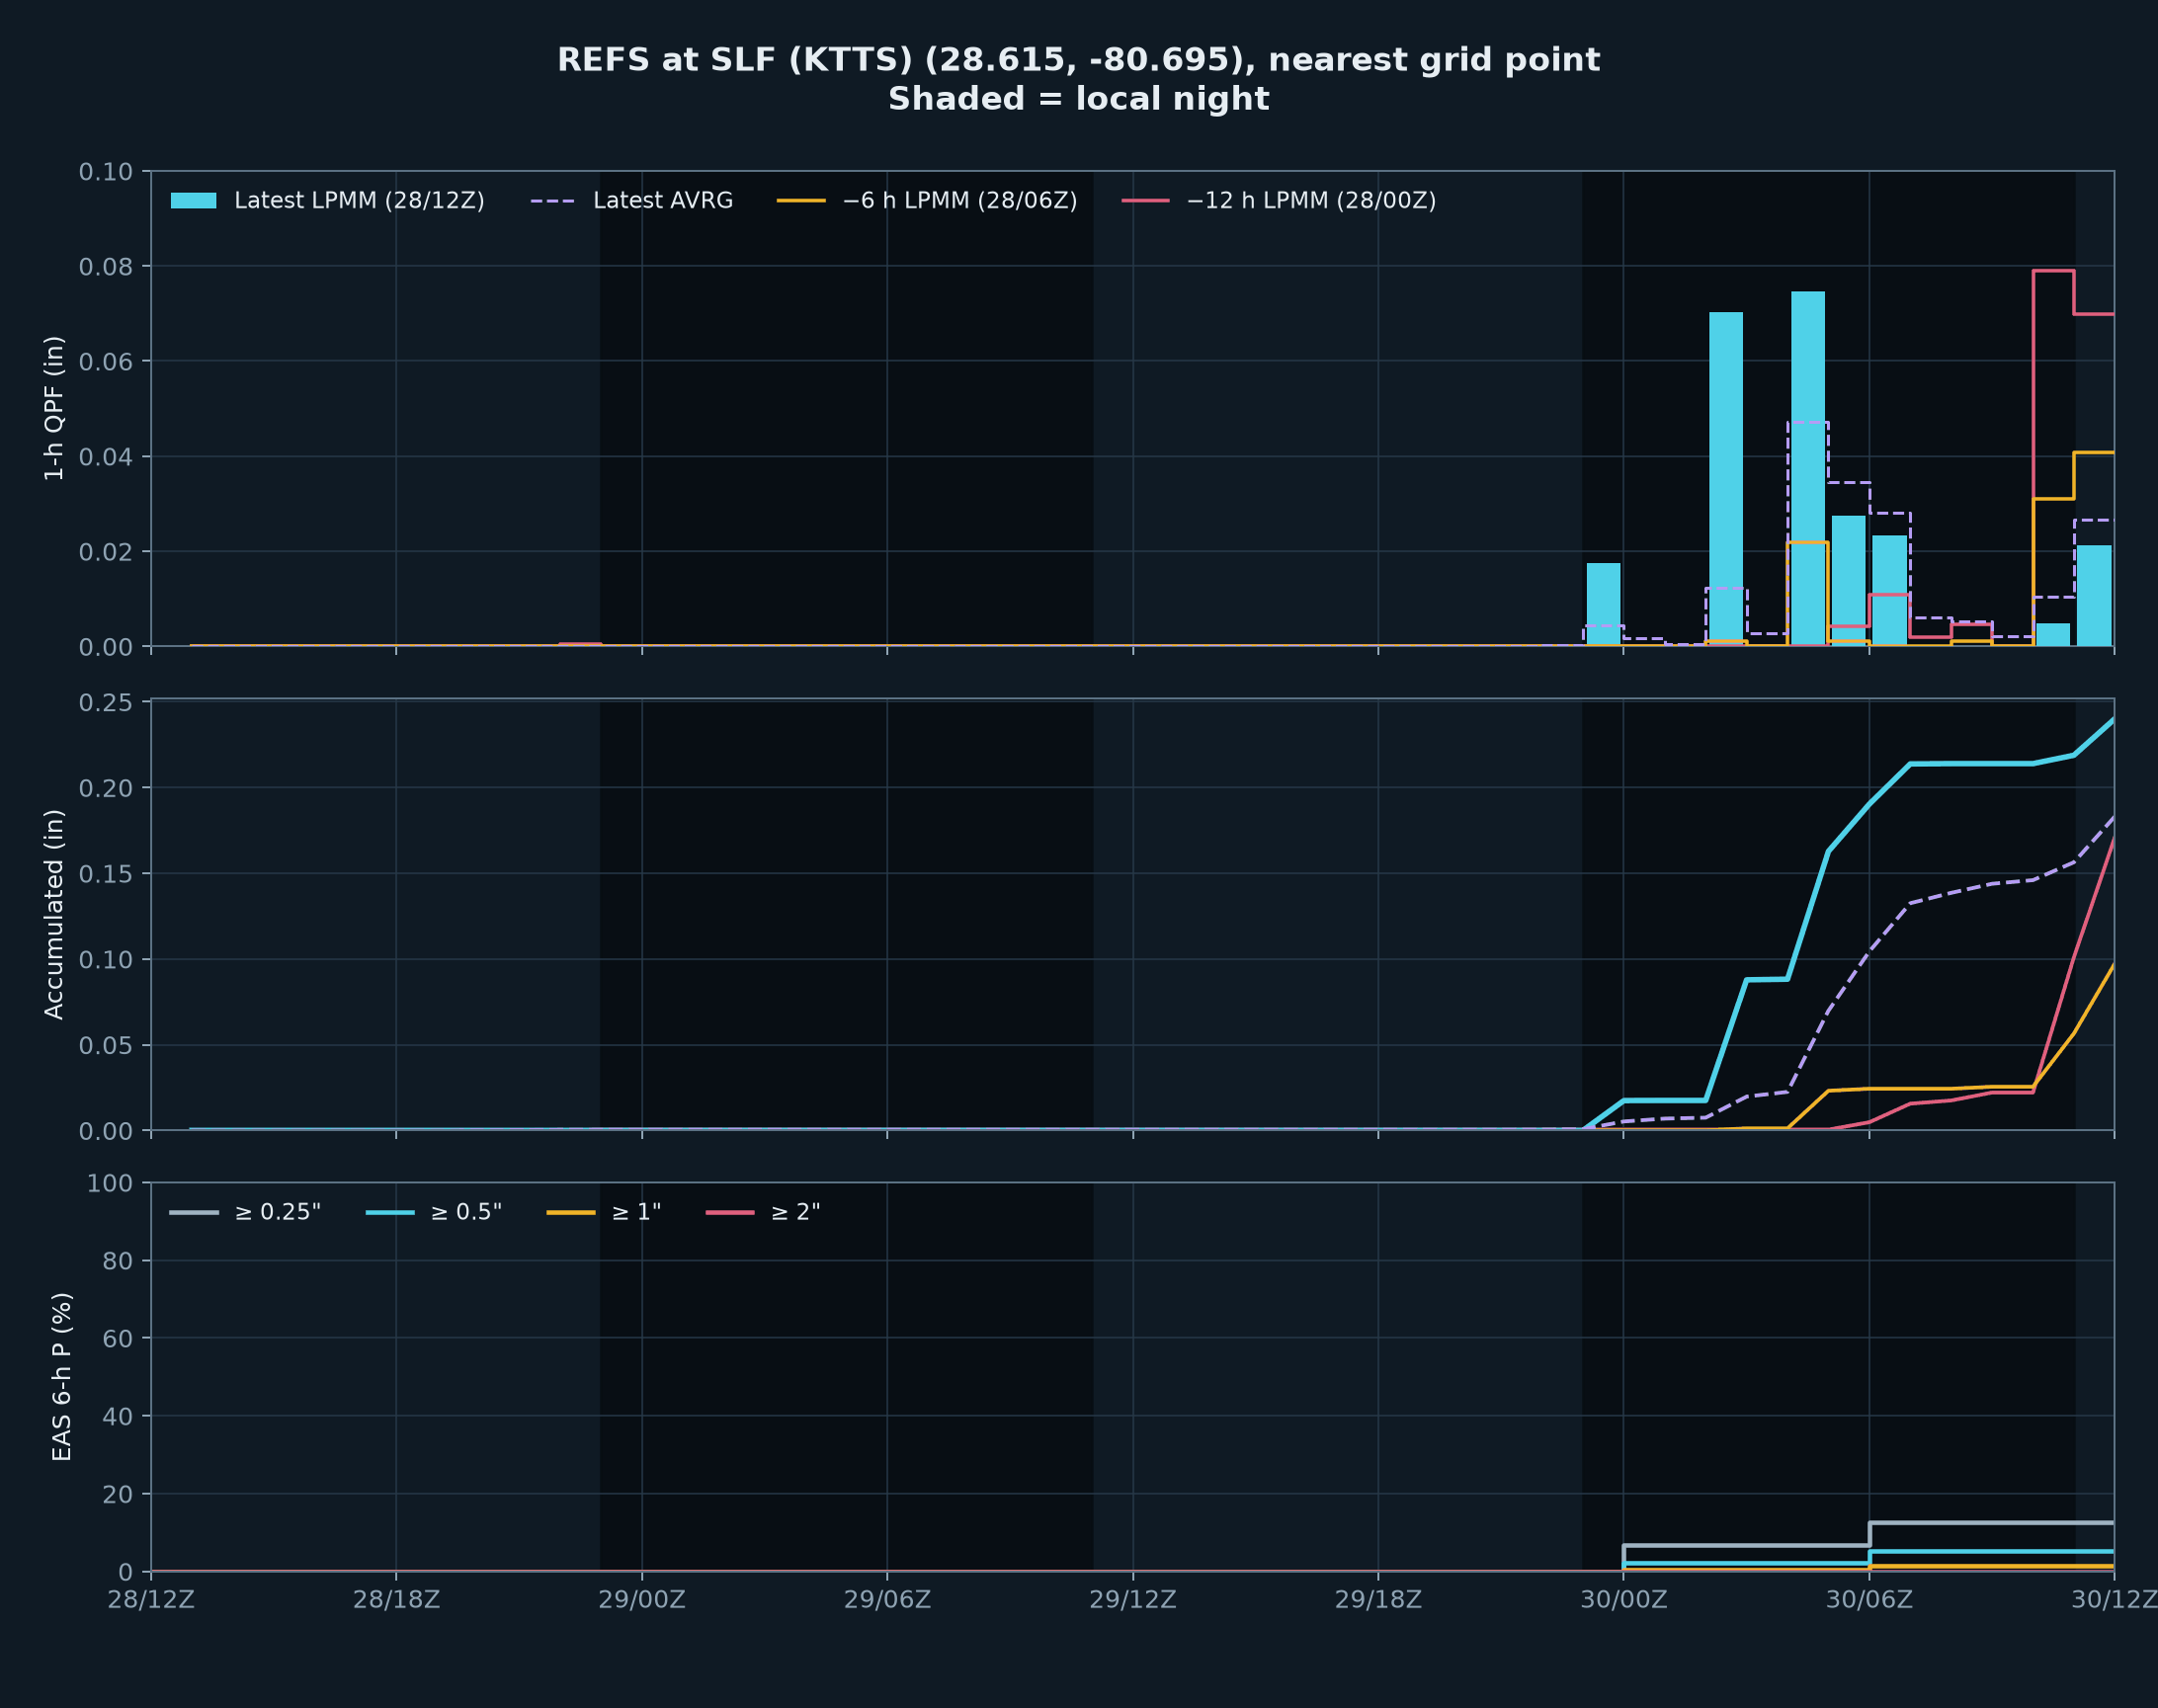 REFS at SLF (KTTS) (28.615, -80.695), nearest grid point
Shaded = local night
1-h QPF (in)
0.10
0.08
0.06
0.04
0.02
0.00
Latest LPMM (28/12Z)
Latest AVRG
−6 h LPMM (28/06Z)
−12 h LPMM (28/00Z)
Accumulated (in)
0.25
0.20
0.15
0.10
0.05
0.00
EAS 6-h P (%)
100
80
60
40
20
0
≥ 0.25"
≥ 0.5"
≥ 1"
≥ 2"
28/12Z
28/18Z
29/00Z
29/06Z
29/12Z
29/18Z
30/00Z
30/06Z
30/12Z